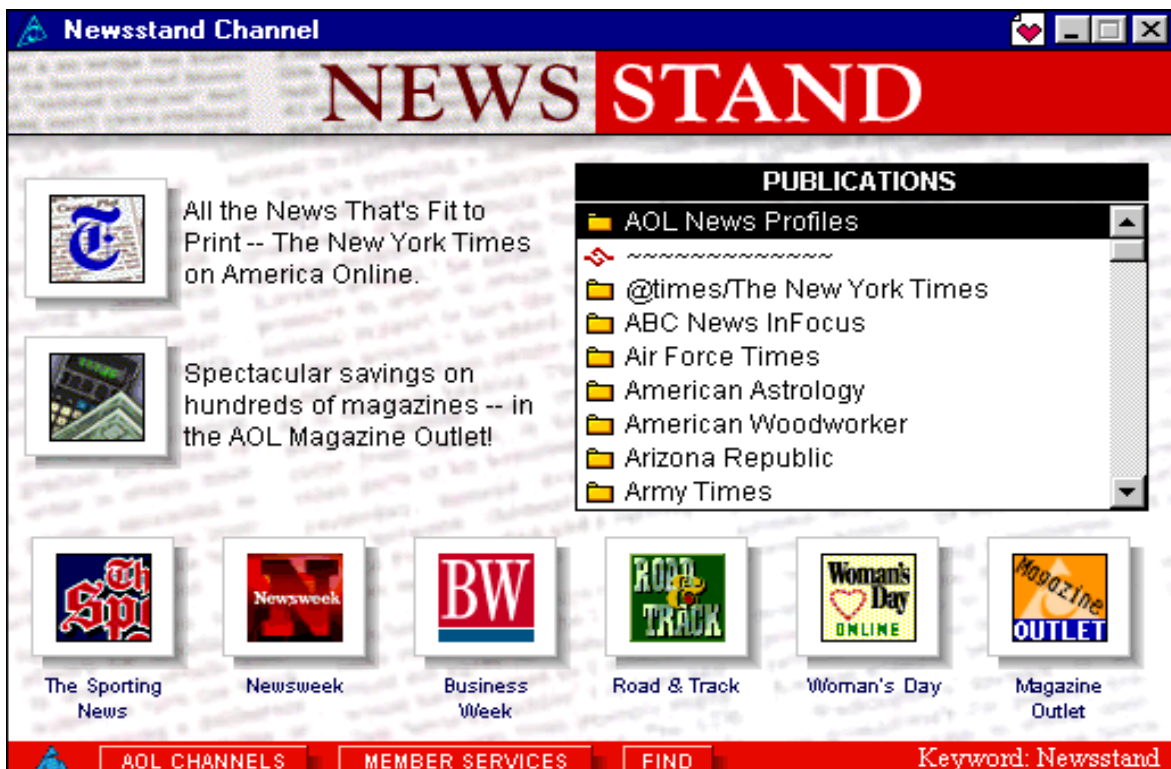 Newsstand Channel
NEWS STAND
All the News That's Fit to
Print -- The New York Times
on America Online.
Spectacular savings on
hundreds of magazines -- in
the AOL Magazine Outlet!
PUBLICATIONS
AOL News Profiles
~~~~~~~~~~~~~
@times/The New York Times
ABC News InFocus
Air Force Times
American Astrology
American Woodworker
Arizona Republic
Army Times
Newsweek
BW
ROAD & TRACK
Woman's
Day
ONLINE
Magazine
OUTLET
The Sporting
News
Newsweek
Business
Week
Road & Track
Woman's Day
Magazine
Outlet
AOL CHANNELS
MEMBER SERVICES
FIND
Keyword: Newsstand